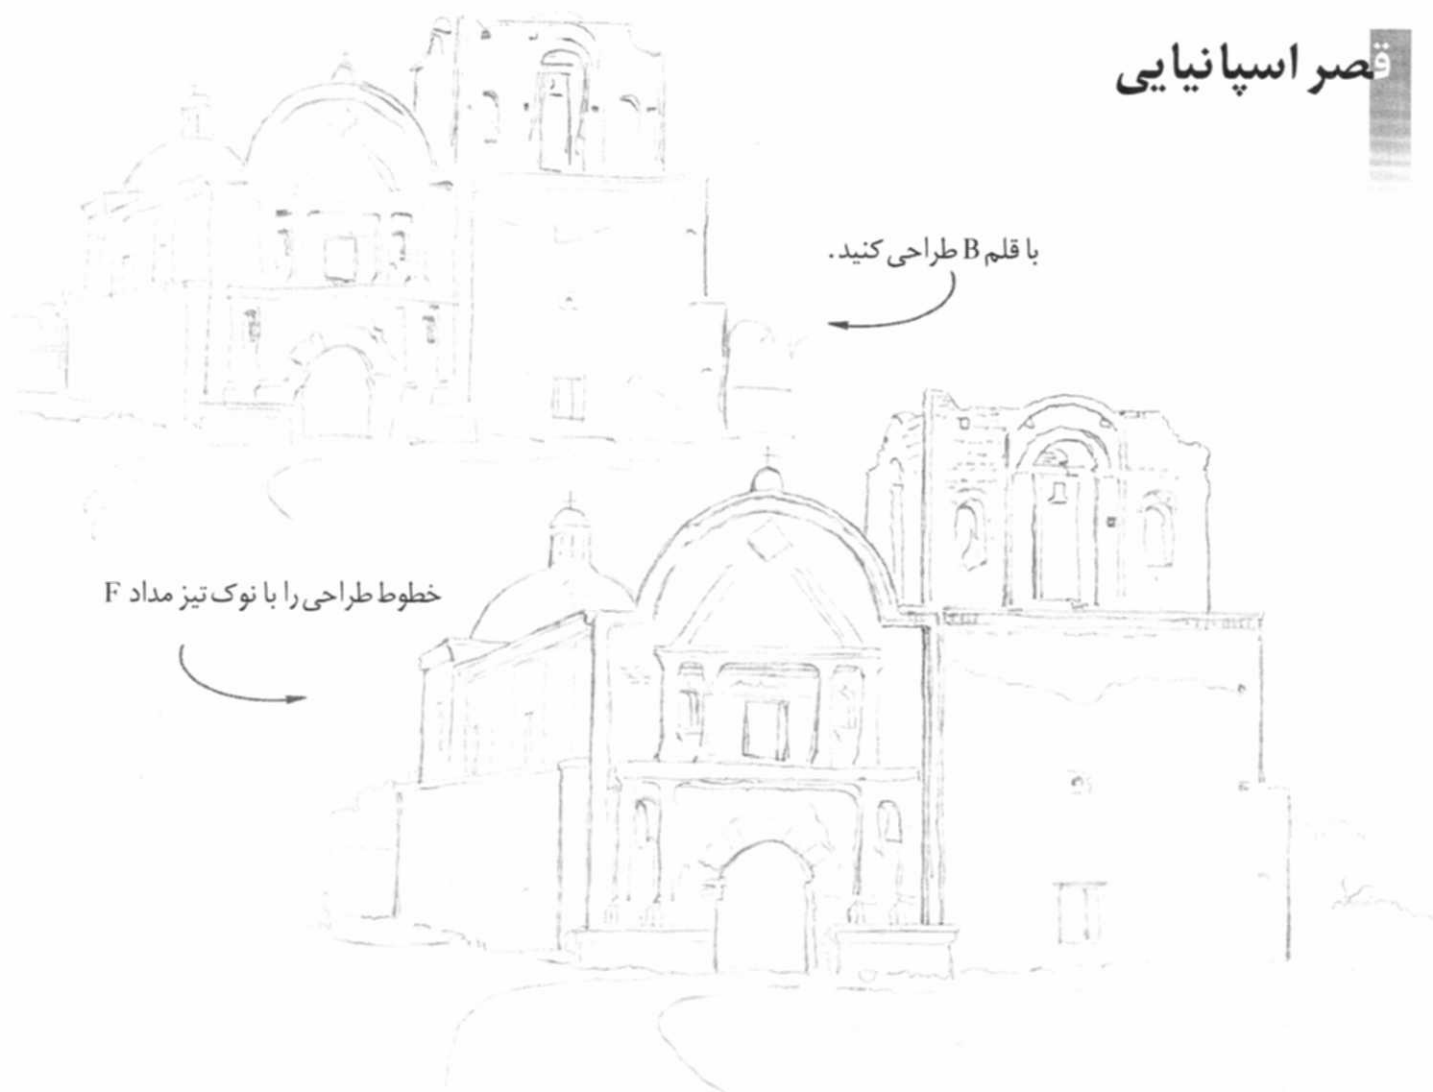 قصر اسپانیایی
با قلم B طراحی کنید.
خطوط طراحی را با نوک تیز مداد F